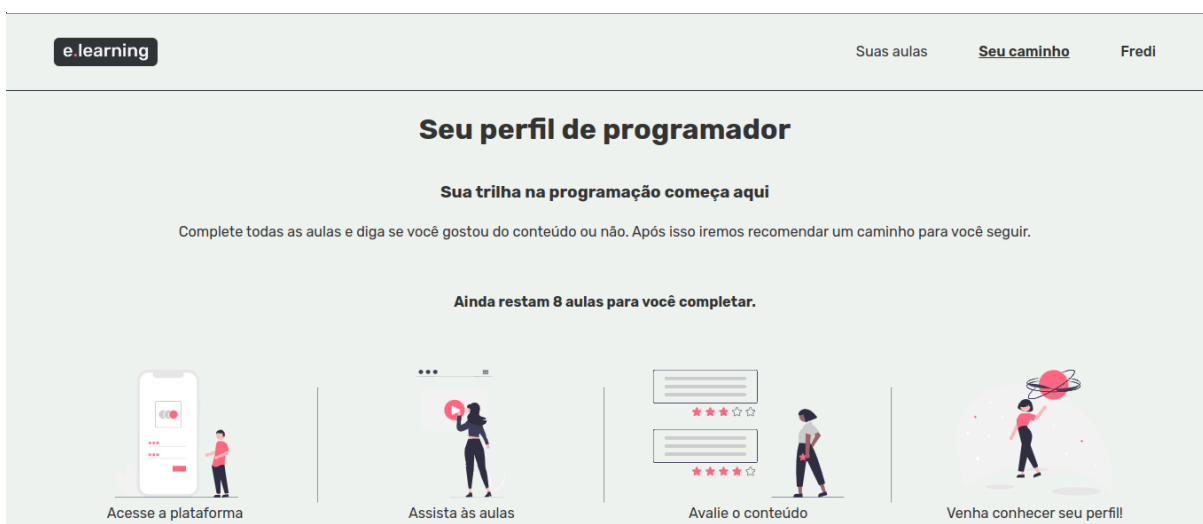 e.learning
Suas aulas
Seu caminho
Fredi
Seu perfil de programador
Sua trilha na programação começa aqui
Complete todas as aulas e diga se você gostou do conteúdo ou não. Após isso iremos recomendar um caminho para você seguir.
Ainda restam 8 aulas para você completar.
Acesse a plataforma
Assista às aulas
Avalie o conteúdo
Venha conhecer seu perfil!